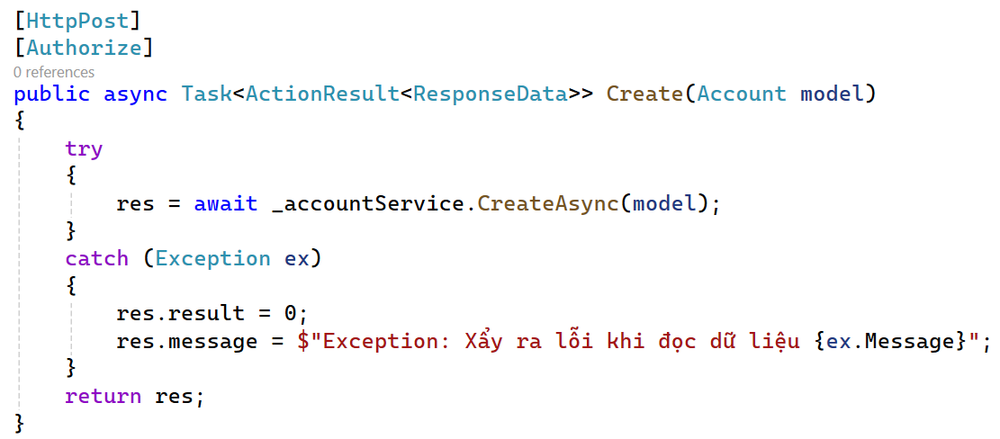 [HttpPost]
[Authorize]
0 references
public async Task<ActionResult<ResponseData>> Create(Account model)
{
try
{
res = await _accountService.CreateAsync(model);
}
catch (Exception ex)
{
res.result = 0;
res.message = $"Exception: Xẩy ra lỗi khi đọc dữ liệu {ex.Message}";
}
return res;
}